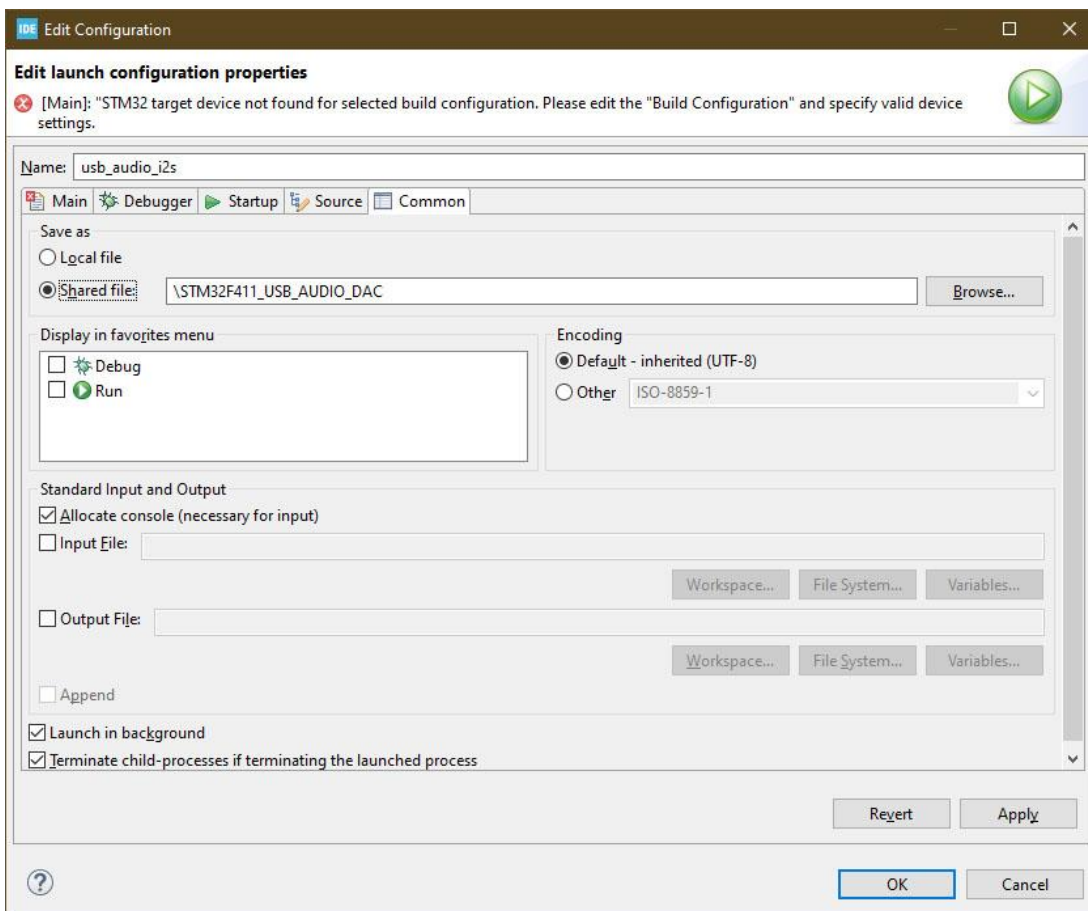 IDE Edit Configuration
Edit launch configuration properties
[Main]: "STM32 target device not found for selected build configuration. Please edit the "Build Configuration" and specify valid device
settings.
Name: usb_audio_i2s
Main Debugger Startup Source Common
Save as
Local file
Shared file: \STM32F411_USB_AUDIO_DAC Browse...
Display in favorites menu Encoding
Debug Default - inherited (UTF-8)
Run Other ISO-8859-1
Standard Input and Output
Allocate console (necessary for input)
Input File:
Workspace... File System... Variables...
Output File:
Workspace... File System... Variables...
Append
Launch in background
Terminate child-processes if terminating the launched process
Revert Apply
? OK Cancel